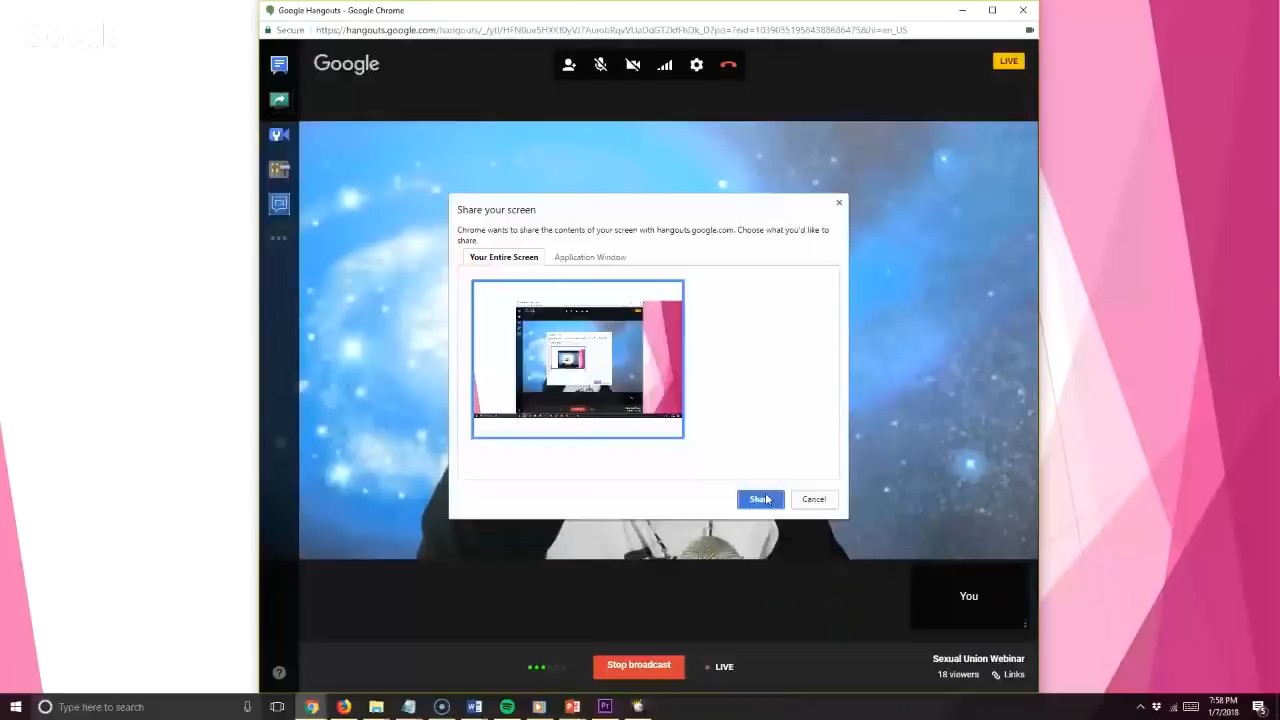 Google Hangouts - Google Chrome
Secure
Google
LIVE
Share your screen
Chrome wants to share the contents of your screen with hangouts.google.com. Choose what you'd like to
share.
Your Entire Screen
Application Window
Share
Cancel
You
Stop broadcast
LIVE
Sexual Union Webinar
18 viewers
Links
Type here to search
7:58 PM
1/7/2018